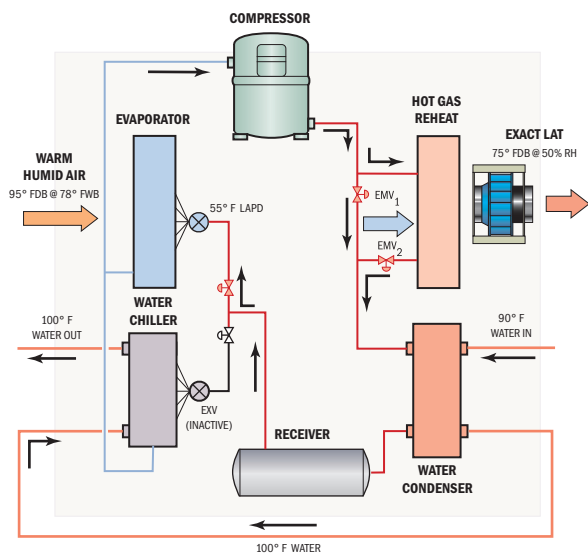 COMPRESSOR
EVAPORATOR
HOT GAS
REHEAT
EXACT LAT
75° FDB @ 50% RH
WARM
HUMID AIR
95° FDB @ 78° FWB
55° F LAPD
EMV1
EMV2
WATER
CHILLER
100° F
WATER OUT
90° F
WATER IN
EXV
(INACTIVE)
RECEIVER
WATER
CONDENSER
100° F WATER